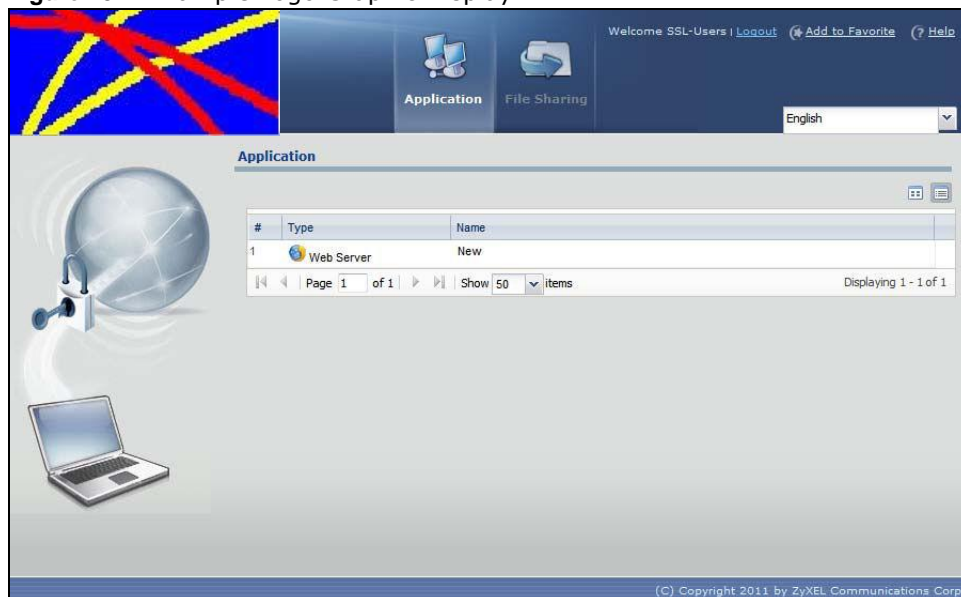 Welcome SSL-Users | Logout Add to Favorite Help
Application File Sharing
English
Application
# Type Name
1 Web Server New
Page 1 of 1 Show 50 items Displaying 1 - 1 of 1
(C) Copyright 2011 by ZyXEL Communications Corp